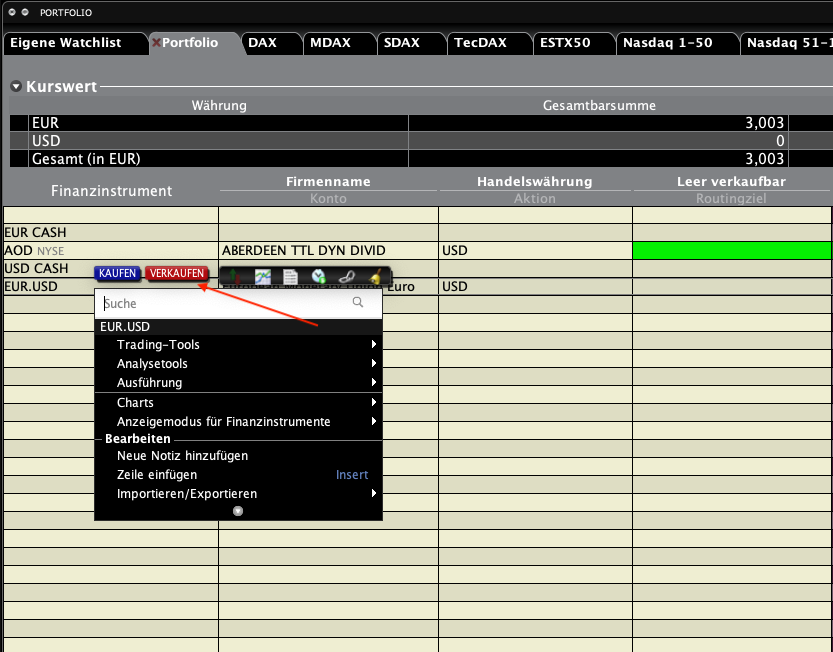 PORTFOLIO
Eigene Watchlist Portfolio DAX MDAX SDAX TecDAX ESTX50 Nasdaq 1-50 Nasdaq 51-1
Kurswert
Währung Gesamtbarsumme
EUR 3,003
USD 0
Gesamt (in EUR) 3,003
Finanzinstrument Firmenname Handelswährung Leer verkaufbar
Konto Aktion Routingziel
EUR CASH
AOD NYSE ABERDEEN TTL DYN DIVID USD
USD CASH KAUFEN VERKAUFEN
EUR.USD European Monetary Union Euro USD
Suche
EUR.USD
Trading-Tools
Analysetools
Ausführung
Charts
Anzeigemodus für Finanzinstrumente
Bearbeiten
Neue Notiz hinzufügen
Zeile einfügen Insert
Importieren/Exportieren